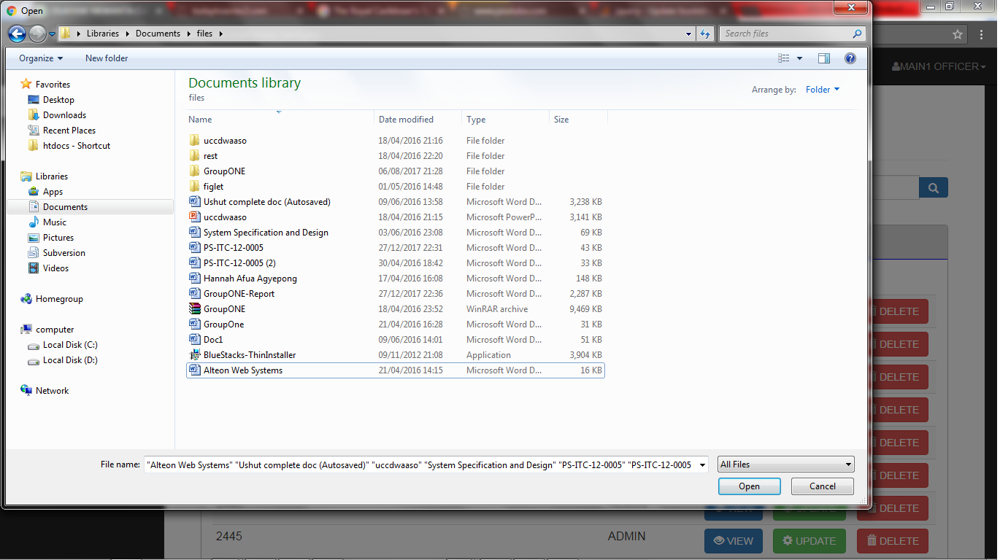 Open
Libraries Documents files
Search files
MAIN1 OFFICER
Organize New folder
Favorites
Desktop
Downloads
Recent Places
htdocs - Shortcut
Libraries
Apps
Documents
Music
Pictures
Subversion
Videos
Homegroup
computer
Local Disk (C:)
Local Disk (D:)
Network
Documents library
files
Arrange by: Folder
Name Date modified Type Size
uccdwaaso 18/04/2016 21:16 File folder
rest 18/04/2016 22:20 File folder
GroupONE 06/08/2017 21:28 File folder
figlet 01/05/2016 14:48 File folder
Ushut complete doc (Autosaved) 09/06/2016 13:58 Microsoft Word D... 3,238 KB
uccdwaaso 18/04/2016 21:15 Microsoft PowerP... 3,141 KB
System Specification and Design 03/06/2016 23:08 Microsoft Word D... 69 KB
PS-ITC-12-0005 27/12/2017 22:31 Microsoft Word D... 43 KB
PS-ITC-12-0005 (2) 30/04/2016 18:42 Microsoft Word D... 33 KB
Hannah Afua Agyepong 17/04/2016 16:08 Microsoft Word D... 148 KB
GroupONE-Report 27/12/2017 22:36 Microsoft Word D... 2,287 KB
GroupONE 18/04/2016 23:52 WinRAR archive 9,469 KB
GroupOne 21/04/2016 16:28 Microsoft Word D... 31 KB
Doc1 09/06/2016 14:01 Microsoft Word D... 51 KB
BlueStacks-ThinInstaller 09/11/2012 21:08 Application 3,904 KB
Alteon Web Systems 21/04/2016 14:15 Microsoft Word D... 16 KB
File name: "Alteon Web Systems" "Ushut complete doc (Autosaved)" "uccdwaaso" "System Specification and Design" "PS-ITC-12-0005" "PS-ITC-12-0005 All Files
Open Cancel
DELETE
DELETE
DELETE
DELETE
DELETE
DELETE
DELETE
2445 ADMIN VIEW UPDATE DELETE